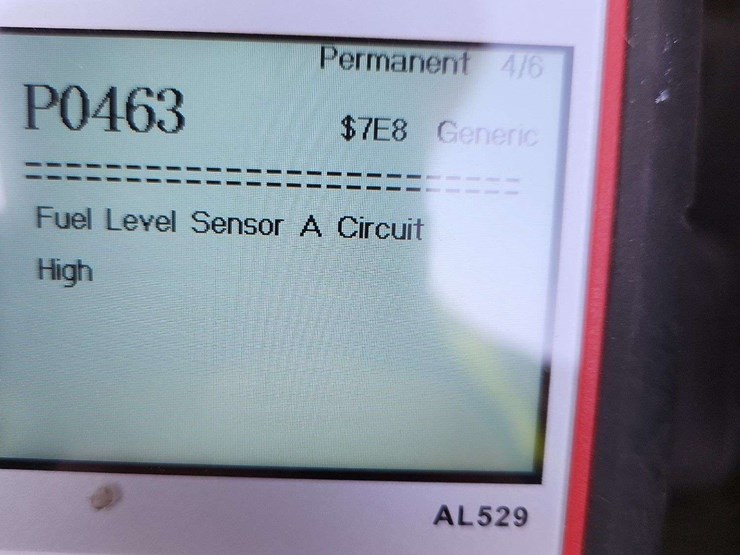 Permanent 4/6
P0463
$7E8 Generic
==============================
Fuel Level Sensor A Circuit
High
AL529